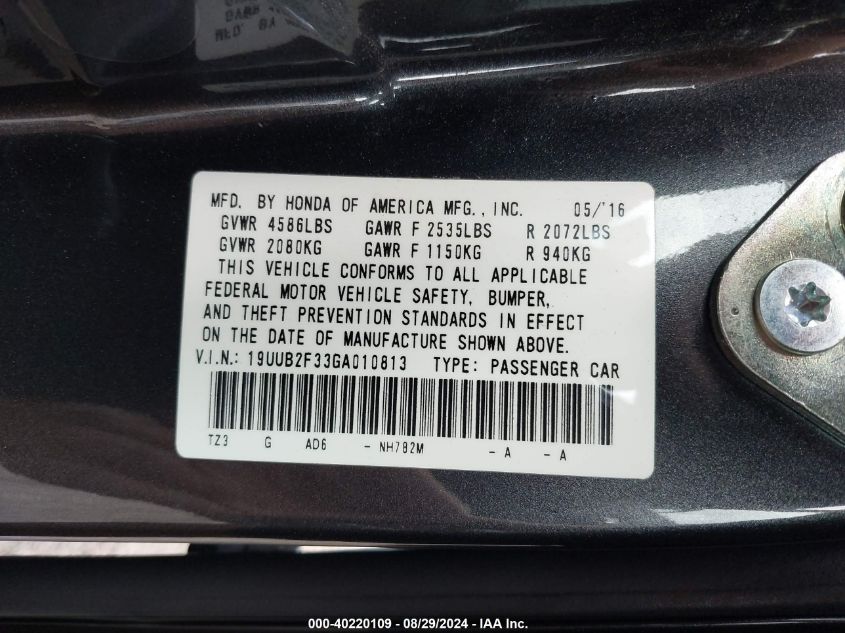 MFD. BY HONDA OF AMERICA MFG., INC. 05/'16
GVWR 4586LBS GAWR F 2535LBS R 2072LBS
GVWR 2080KG GAWR F 1150KG R 940KG
THIS VEHICLE CONFORMS TO ALL APPLICABLE
FEDERAL MOTOR VEHICLE SAFETY, BUMPER,
AND THEFT PREVENTION STANDARDS IN EFFECT
ON THE DATE OF MANUFACTURE SHOWN ABOVE.
V.I.N.: 19UUB2F33GA010813 TYPE: PASSENGER CAR
TZ3 G AD6 - NH782M - A - A
000-40220109 - 08/29/2024 - IAA Inc.